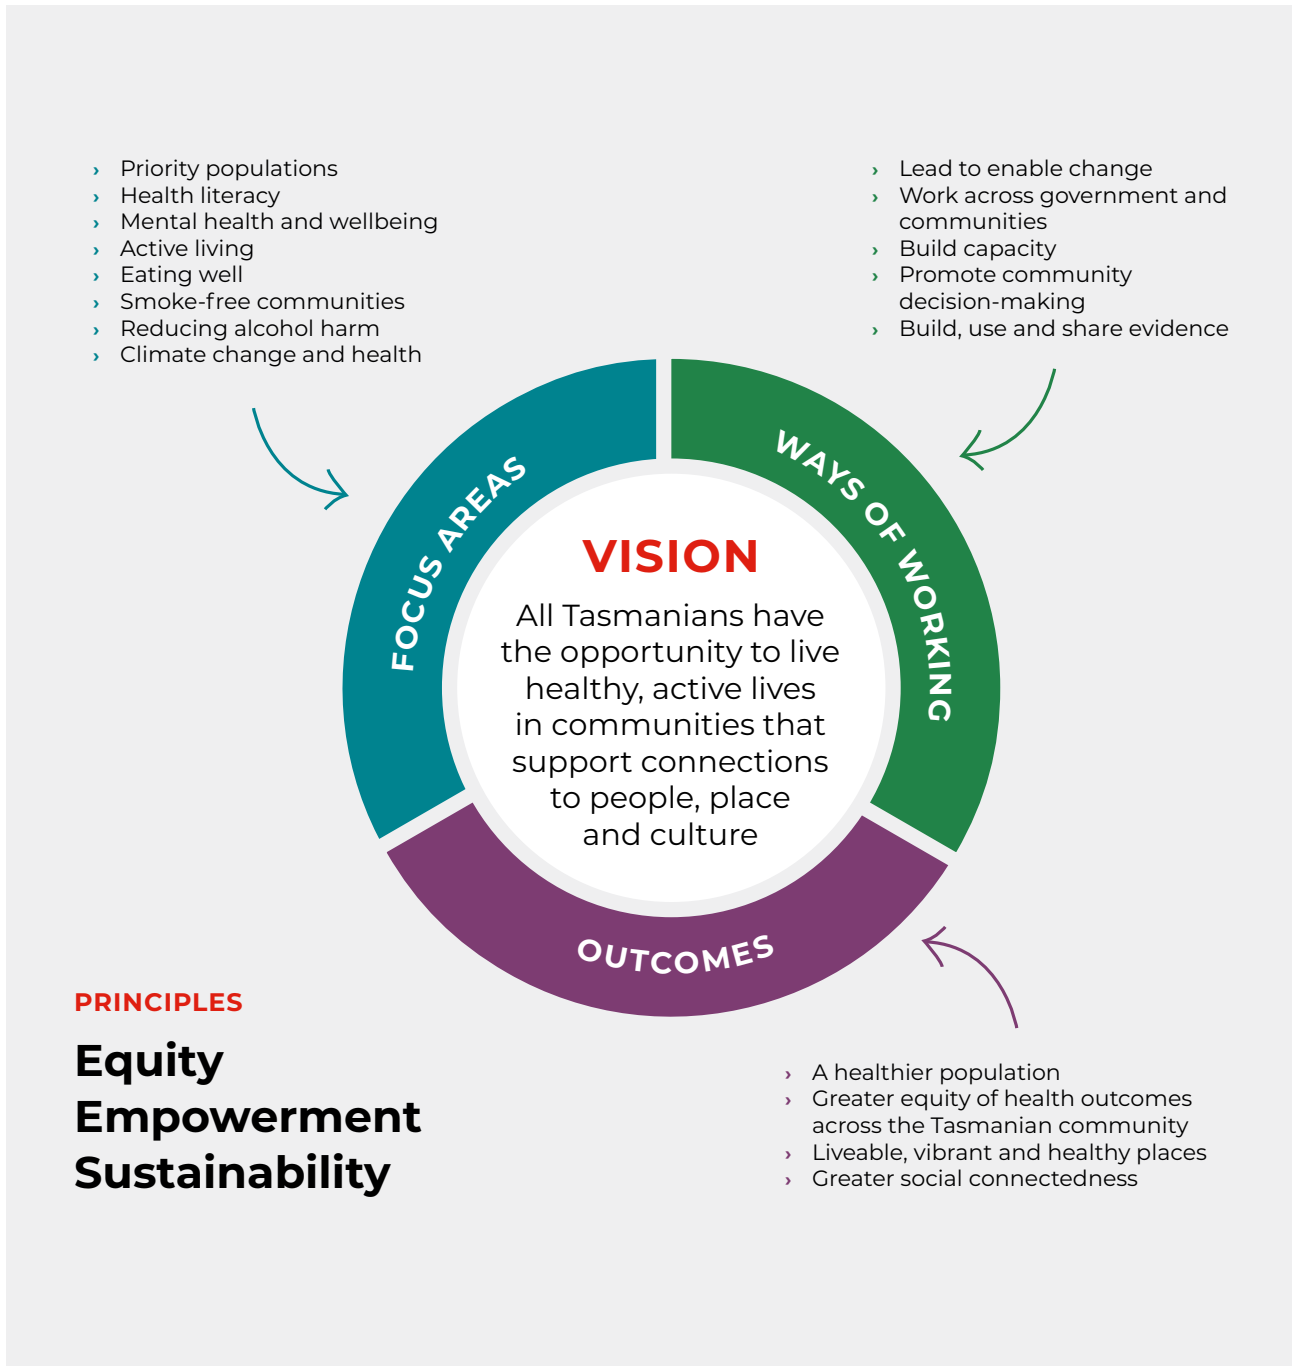 › Priority populations
› Health literacy
› Mental health and wellbeing
› Active living
› Eating well
› Smoke-free communities
› Reducing alcohol harm
› Climate change and health
› Lead to enable change
› Work across government and
communities
› Build capacity
› Promote community
decision-making
› Build, use and share evidence
FOCUS AREAS
WAYS OF WORKING
VISION
All Tasmanians have
the opportunity to live
healthy, active lives
in communities that
support connections
to people, place
and culture
OUTCOMES
PRINCIPLES
Equity
Empowerment
Sustainability
› A healthier population
› Greater equity of health outcomes
across the Tasmanian community
› Liveable, vibrant and healthy places
› Greater social connectedness